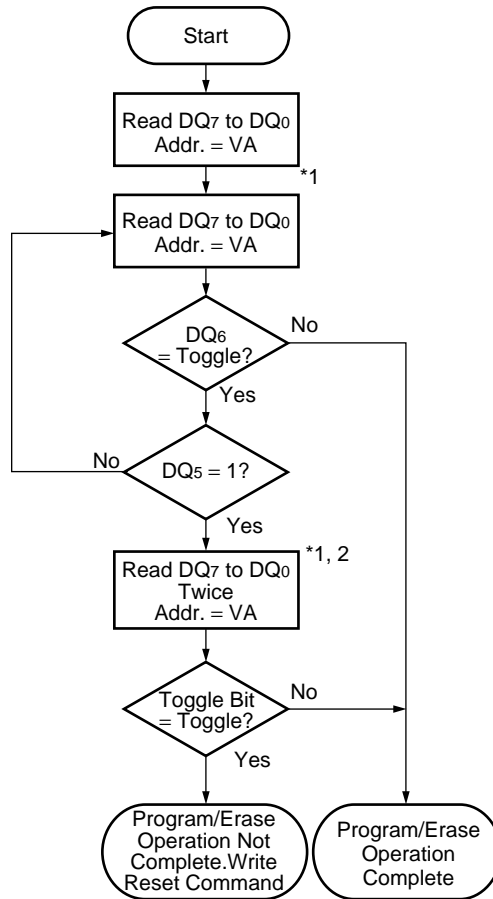 Start
Read DQ7 to DQ0
Addr. = VA
*1
Read DQ7 to DQ0
Addr. = VA
DQ6
= Toggle?
No
Yes
DQ5 = 1?
No
Yes
*1, 2
Read DQ7 to DQ0
Twice
Addr. = VA
Toggle Bit
= Toggle?
No
Yes
Program/Erase
Operation Not
Complete.Write
Reset Command
Program/Erase
Operation
Complete